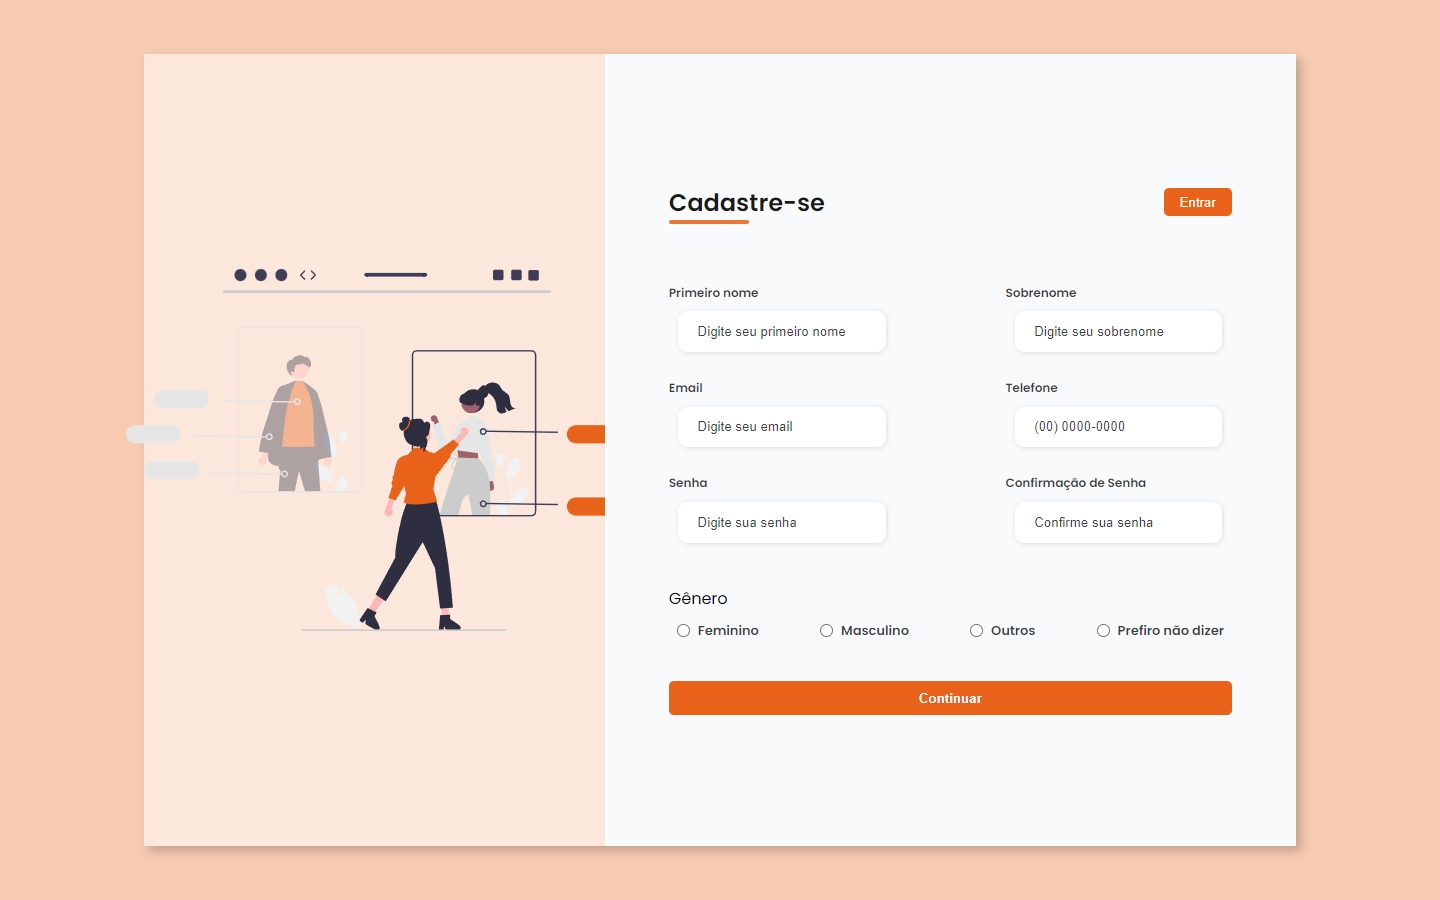 Cadastre-se
Entrar
Primeiro nome
Sobrenome
Digite seu primeiro nome
Digite seu sobrenome
Email
Telefone
Digite seu email
(00) 0000-0000
Senha
Confirmação de Senha
Digite sua senha
Confirme sua senha
Gênero
Feminino
Masculino
Outros
Prefiro não dizer
Continuar